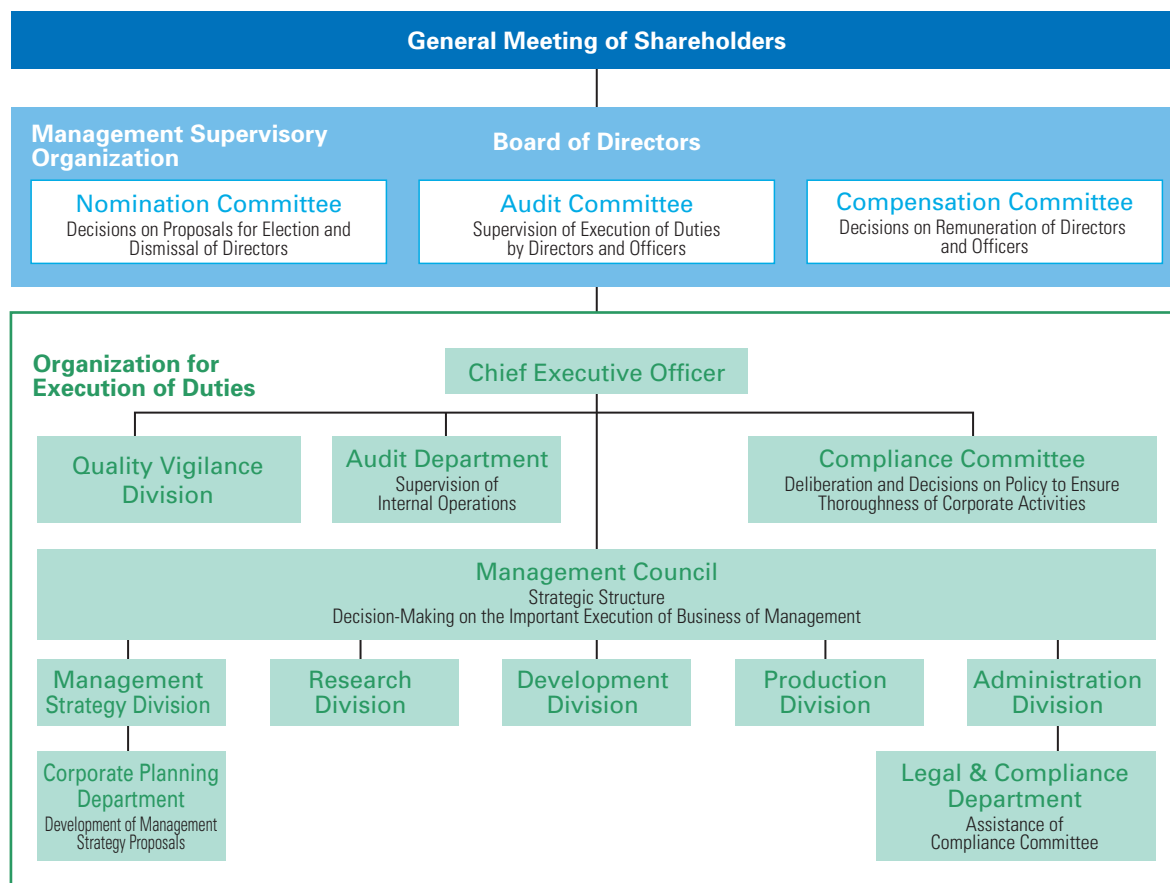 General Meeting of Shareholders
Management Supervisory
Organization
Board of Directors
Nomination Committee
Decisions on Proposals for Election and
Dismissal of Directors
Audit Committee
Supervision of Execution of Duties
by Directors and Officers
Compensation Committee
Decisions on Remuneration of Directors
and Officers
Organization for
Execution of Duties
Chief Executive Officer
Quality Vigilance
Division
Audit Department
Supervision of
Internal Operations
Compliance Committee
Deliberation and Decisions on Policy to Ensure
Thoroughness of Corporate Activities
Management Council
Strategic Structure
Decision-Making on the Important Execution of Business of Management
Management
Strategy Division
Research
Division
Development
Division
Production
Division
Administration
Division
Corporate Planning
Department
Development of Management
Strategy Proposals
Legal & Compliance
Department
Assistance of
Compliance Committee